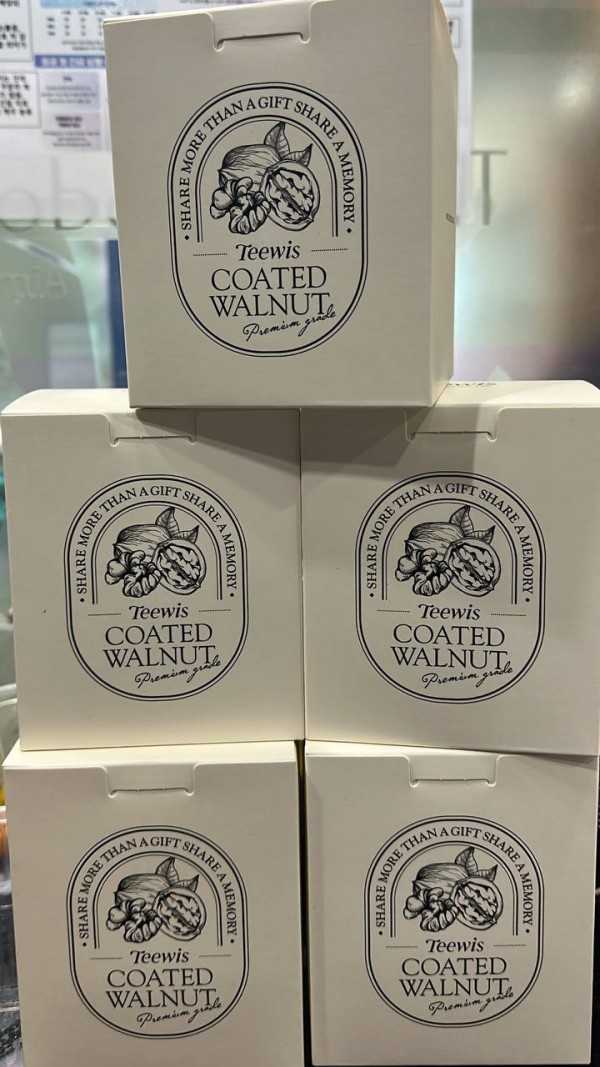 • SHARE MORE THAN A GIFT SHARE A MEMORY •
Teewis
COATED
WALNUT
Premium grade
• SHARE MORE THAN A GIFT SHARE A MEMORY •
Teewis
COATED
WALNUT
Premium grade
• SHARE MORE THAN A GIFT SHARE A MEMORY •
Teewis
COATED
WALNUT
Premium grade
• SHARE MORE THAN A GIFT SHARE A MEMORY •
Teewis
COATED
WALNUT
Premium grade
• SHARE MORE THAN A GIFT SHARE A MEMORY •
Teewis
COATED
WALNUT
Premium grade